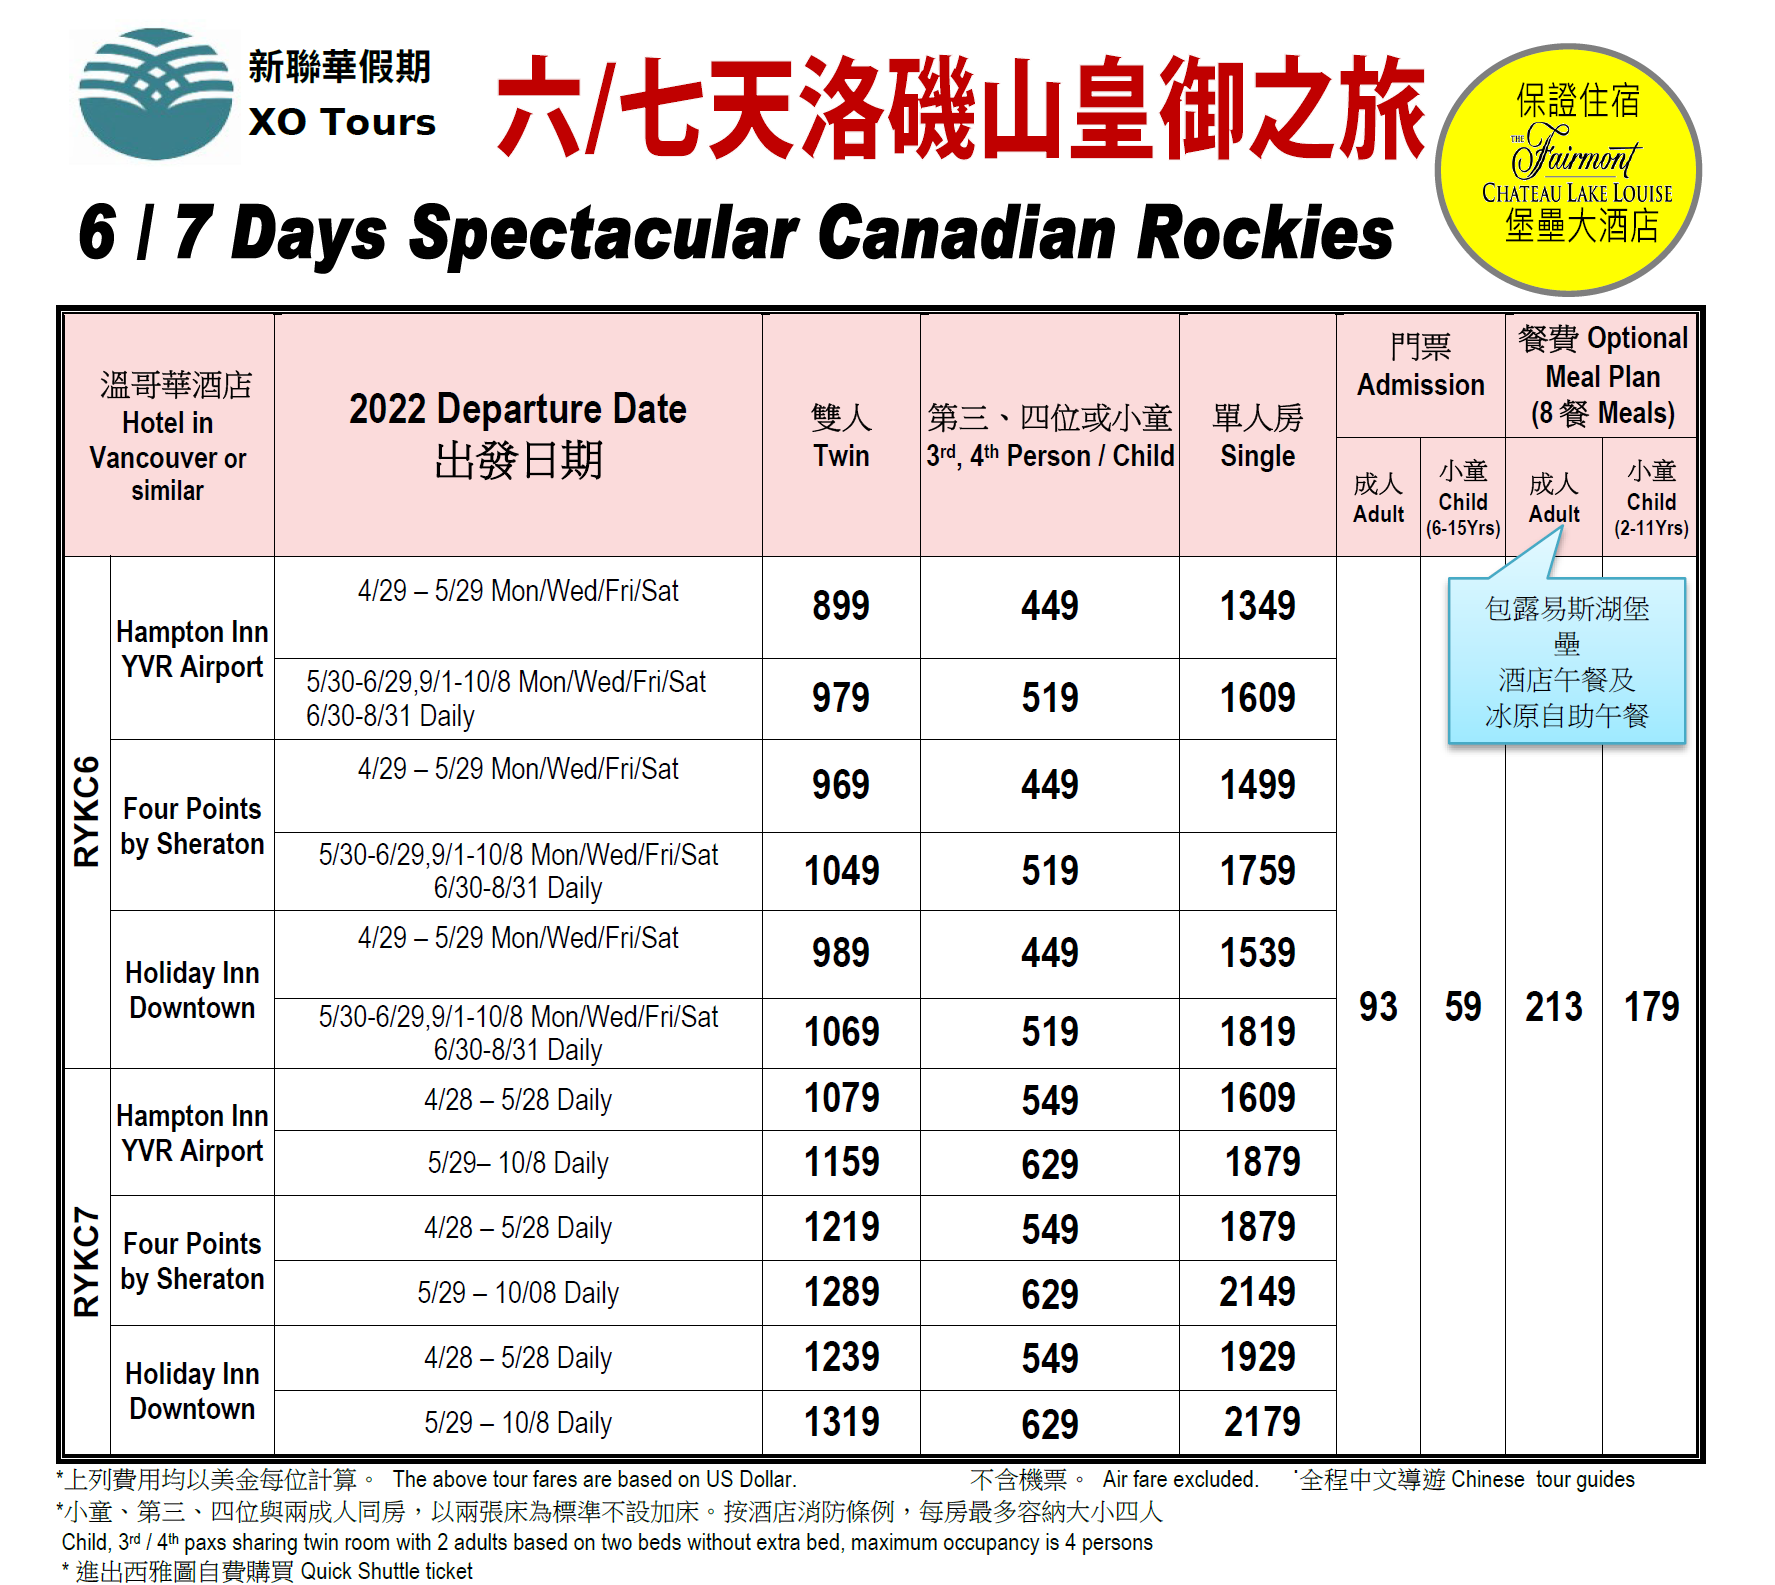 新聯華假期
XO Tours
六/七天洛磯山皇御之旅
6 / 7 Days Spectacular Canadian Rockies
保證住宿
THE
Fairmont
CHATEAU LAKE LOUISE
堡壘大酒店
溫哥華酒店
Hotel in
Vancouver or
similar
2022 Departure Date
出發日期
雙人
Twin
第三、四位或小童
3rd, 4th Person / Child
單人房
Single
門票
Admission
餐費 Optional
Meal Plan
(8 餐 Meals)
成人
Adult
小童
Child
(6-15Yrs)
成人
Adult
小童
Child
(2-11Yrs)
包露易斯湖堡
壘
酒店午餐及
冰原自助午餐
RYKC6
Hampton Inn
YVR Airport
4/29 – 5/29 Mon/Wed/Fri/Sat
899
449
1349
5/30-6/29,9/1-10/8 Mon/Wed/Fri/Sat
6/30-8/31 Daily
979
519
1609
Four Points
by Sheraton
4/29 – 5/29 Mon/Wed/Fri/Sat
969
449
1499
5/30-6/29,9/1-10/8 Mon/Wed/Fri/Sat
6/30-8/31 Daily
1049
519
1759
Holiday Inn
Downtown
4/29 – 5/29 Mon/Wed/Fri/Sat
989
449
1539
5/30-6/29,9/1-10/8 Mon/Wed/Fri/Sat
6/30-8/31 Daily
1069
519
1819
93
59
213
179
RYKC7
Hampton Inn
YVR Airport
4/28 – 5/28 Daily
1079
549
1609
5/29– 10/8 Daily
1159
629
1879
Four Points
by Sheraton
4/28 – 5/28 Daily
1219
549
1879
5/29 – 10/08 Daily
1289
629
2149
Holiday Inn
Downtown
4/28 – 5/28 Daily
1239
549
1929
5/29 – 10/8 Daily
1319
629
2179
*上列費用均以美金每位計算。 The above tour fares are based on US Dollar. 不含機票。 Air fare excluded. *全程中文導遊 Chinese tour guides
*小童、第三、四位與兩成人同房，以兩張床為標準不設加床。按酒店消防條例，每房最多容納大小四人
Child, 3rd / 4th paxs sharing twin room with 2 adults based on two beds without extra bed, maximum occupancy is 4 persons
* 進出西雅圖自費購買 Quick Shuttle ticket